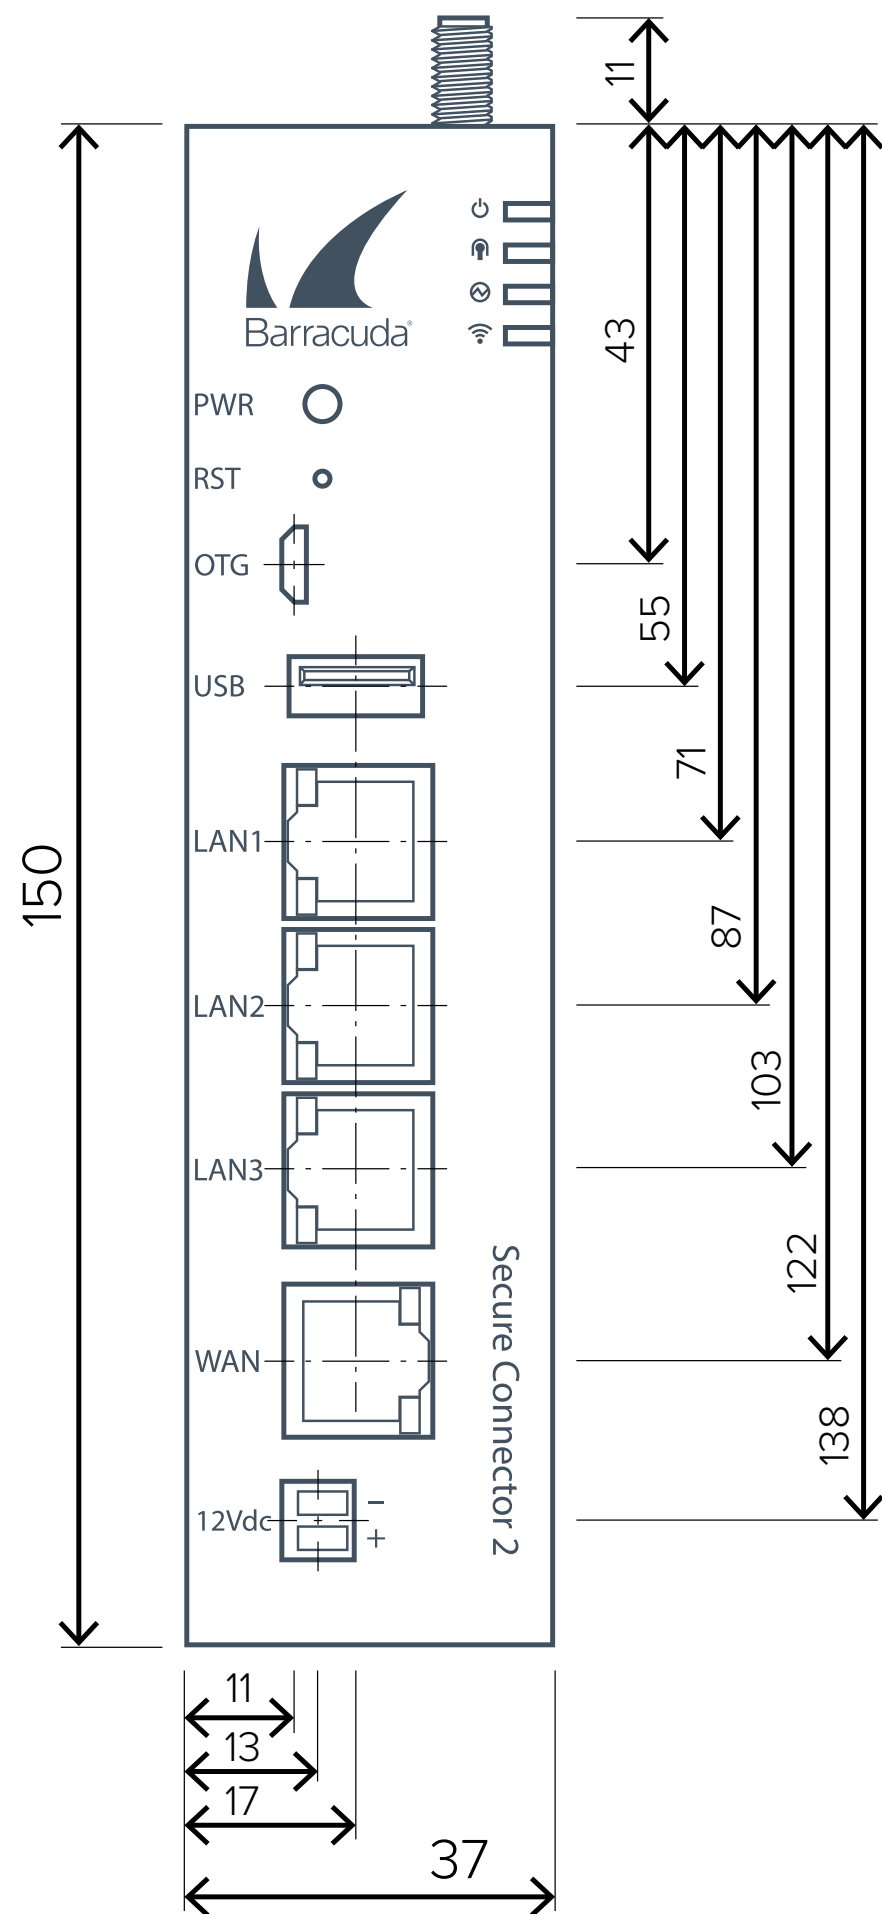 11
Barracuda®
43
PWR
RST
OTG
55
USB
71
LAN1
150
87
LAN2
103
LAN3
122
Secure Connector 2
WAN
138
12Vdc
−
+
11
13
17
37